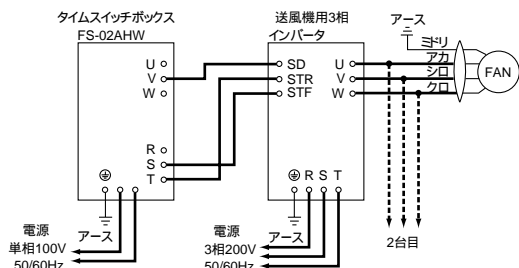 タイムスイッチボックス
FS-02AHW
U
V
W
R
S
T
アース
電源
単相100V
50/60Hz
送風機用3相
インバータ
SD
STR
STF
U
V
W
R S T
アース
電源
3相200V
50/60Hz
アース
ミドリ
アカ
シロ
クロ
FAN
2台目